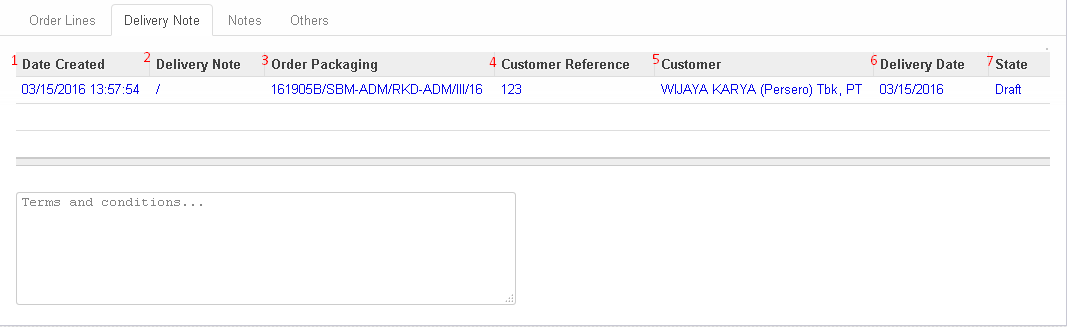 Order Lines Delivery Note Notes Others
1 Date Created 2 Delivery Note 3 Order Packaging 4 Customer Reference 5 Customer 6 Delivery Date 7 State
03/15/2016 13:57:54 / 161905B/SBM-ADM/RKD-ADM/III/16 123 WIJAYA KARYA (Persero) Tbk, PT 03/15/2016 Draft
Terms and conditions...